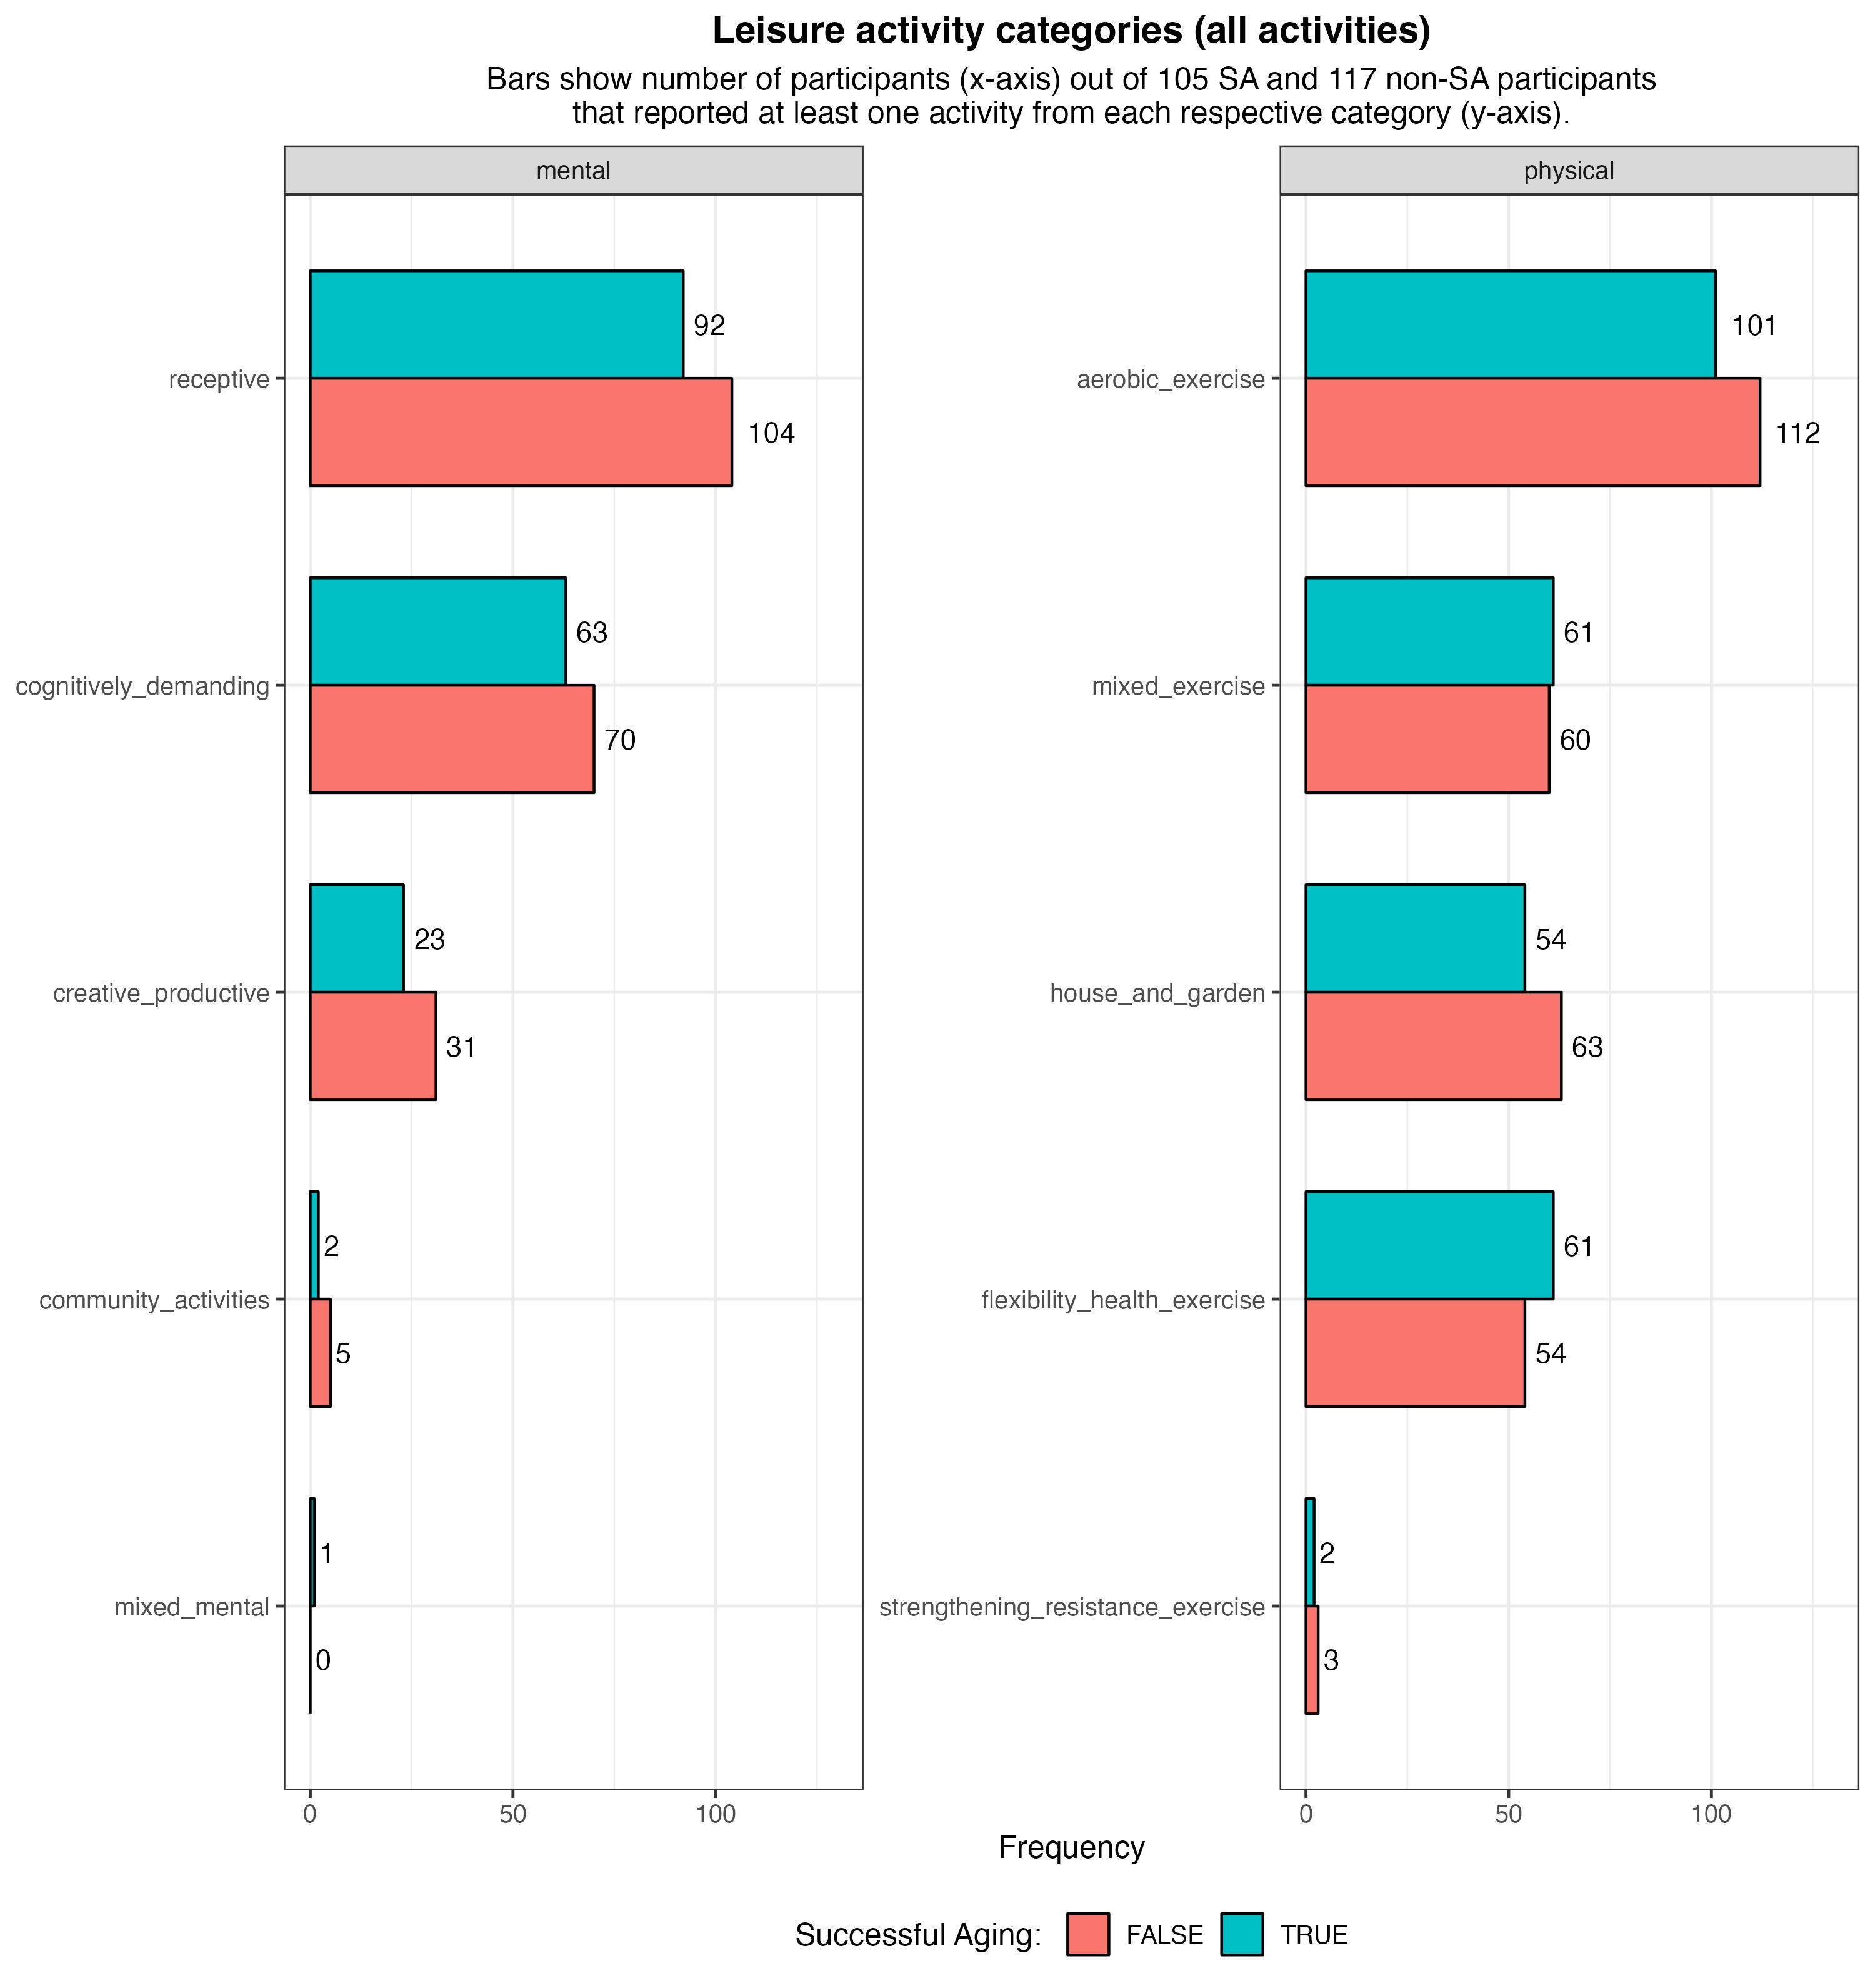 Leisure activity categories (all activities)
Bars show number of participants (x-axis) out of 105 SA and 117 non-SA participants
that reported at least one activity from each respective category (y-axis).
mental
receptive
92
104
cognitively_demanding
63
70
creative_productive
23
31
community_activities
2
5
mixed_mental
1
0
0 50 100
physical
aerobic_exercise
101
112
mixed_exercise
61
60
house_and_garden
54
63
flexibility_health_exercise
61
54
strengthening_resistance_exercise
2
3
0 50 100
Frequency
Successful Aging: FALSE TRUE